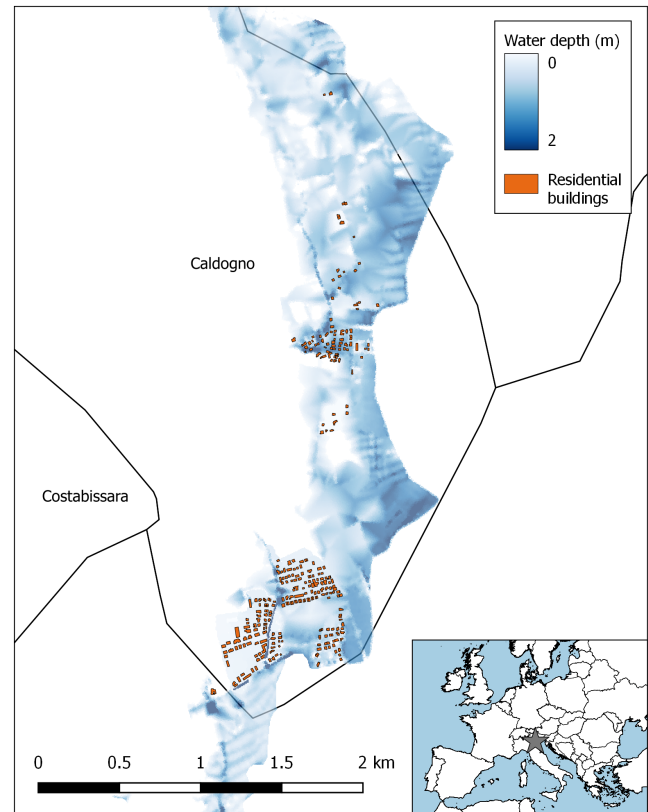 Water depth (m)
0
2
Residential
buildings
Caldogno
Costabissara
0 0.5 1 1.5 2 km